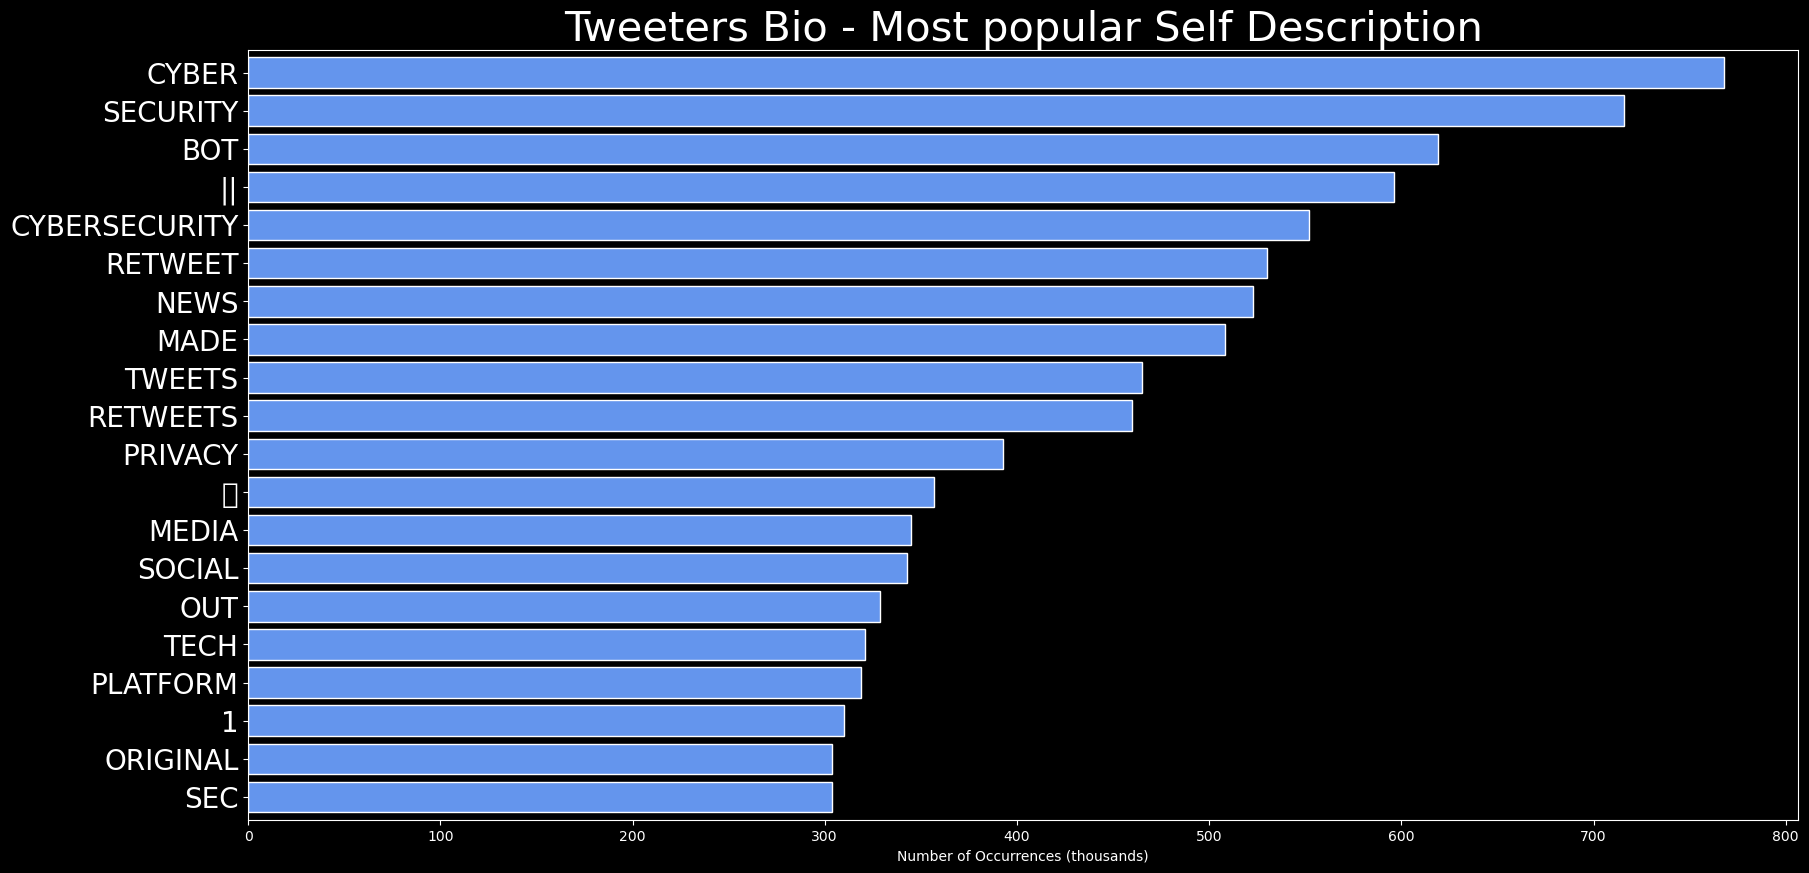 Tweeters Bio - Most popular Self Description
CYBER
SECURITY
BOT
||
CYBERSECURITY
RETWEET
NEWS
MADE
TWEETS
RETWEETS
PRIVACY
MEDIA
SOCIAL
OUT
TECH
PLATFORM
1
ORIGINAL
SEC
0 100 200 300 400 500 600 700 800
Number of Occurrences (thousands)